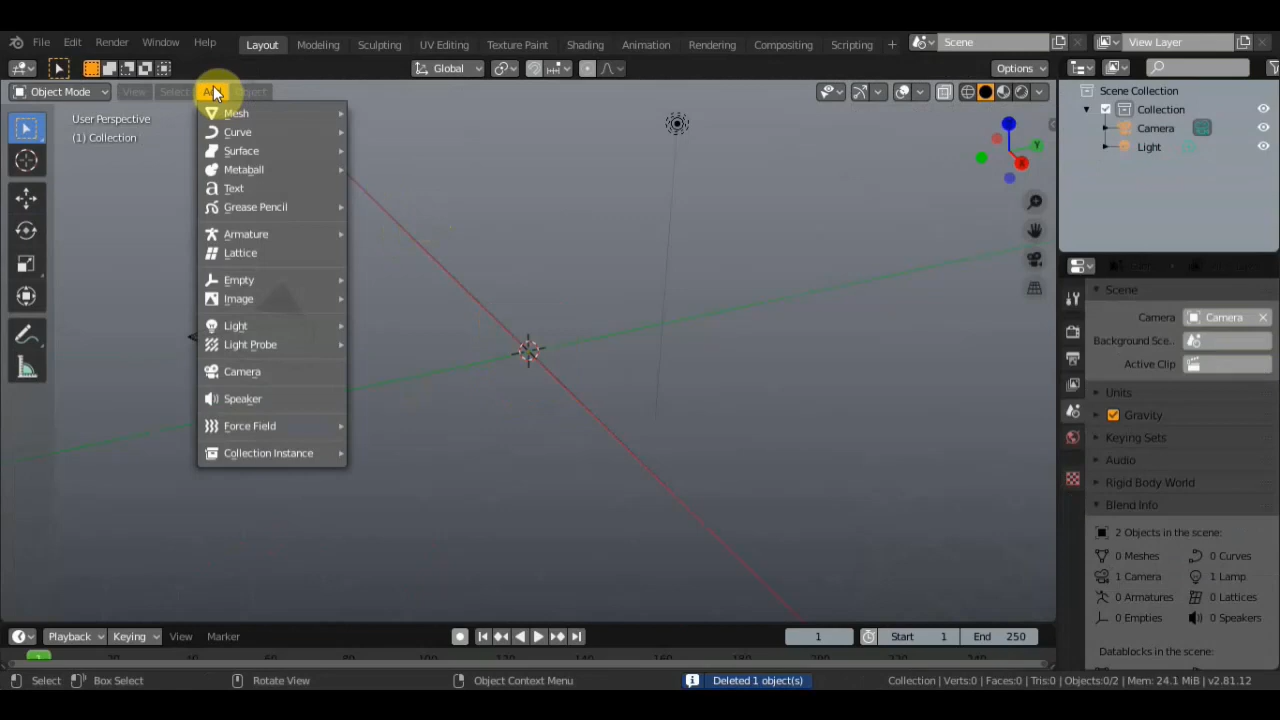 File Edit Render Window Help Layout Modeling Sculpting UV Editing Texture Paint Shading Animation Rendering Compositing Scripting + Scene View Layer
Global Options
Object Mode View Select Object
User Perspective
(1) Collection
Mesh
Curve
Surface
Metaball
Text
Grease Pencil
Armature
Lattice
Empty
Image
Light
Light Probe
Camera
Speaker
Force Field
Collection Instance
Y
X
Scene Collection
Collection
Camera
Light
Scene
Camera Camera
Background Sce..
Active Clip
Units
Gravity
Keying Sets
Audio
Rigid Body World
Blend Info
2 Objects in the scene:
0 Meshes 0 Curves
1 Camera 1 Lamp
0 Armatures 0 Lattices
0 Empties 0 Speakers
Datablocks in the scene:
Playback Keying View Marker 1 Start 1 End 250
1
Select Box Select Rotate View Object Context Menu Deleted 1 object(s) Collection | Verts:0 | Faces:0 | Tris:0 | Objects:0/2 | Mem: 24.1 MiB | v2.81.12